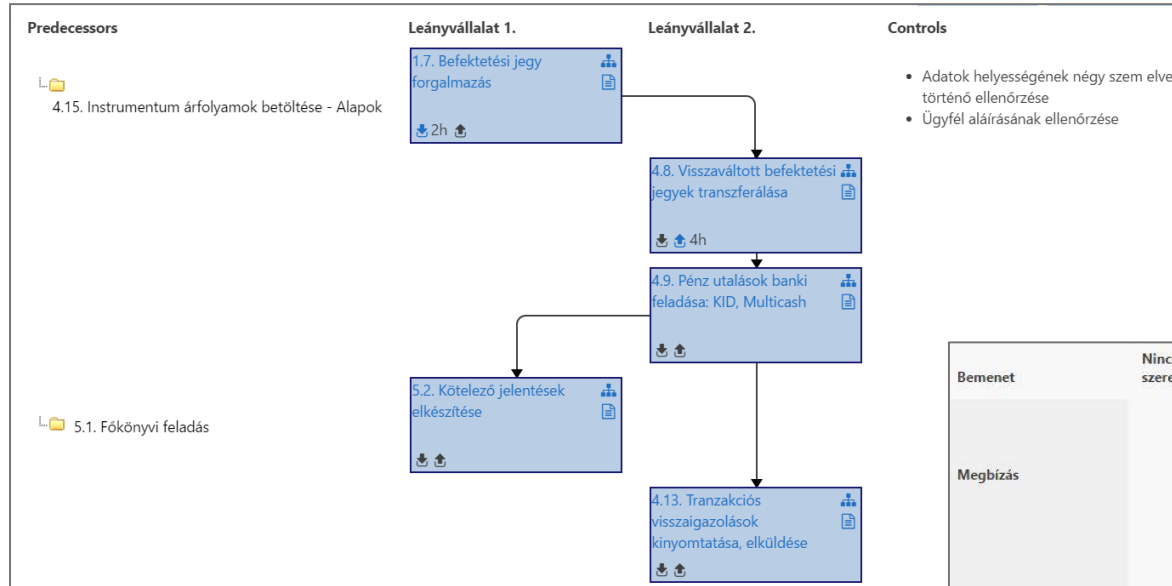 Predecessors
Leányvállalat 1.
Leányvállalat 2.
Controls
1.7. Befektetési jegy
forgalmazás
2h
4.15. Instrumentum árfolyamok betöltése - Alapok
Adatok helyességének négy szem elve
történő ellenőrzése
Ügyfél aláírásának ellenőrzése
4.8. Visszaváltott befektetési
jegyek transzferálása
4h
4.9. Pénz utalások banki
feladása: KID, Multicash
5.2. Kötelező jelentések
elkészítése
5.1. Főkönyvi feladás
4.13. Tranzakciós
visszaigazolások
kinyomtatása, elküldése
Bemenet
Ninc
szere
Megbízás